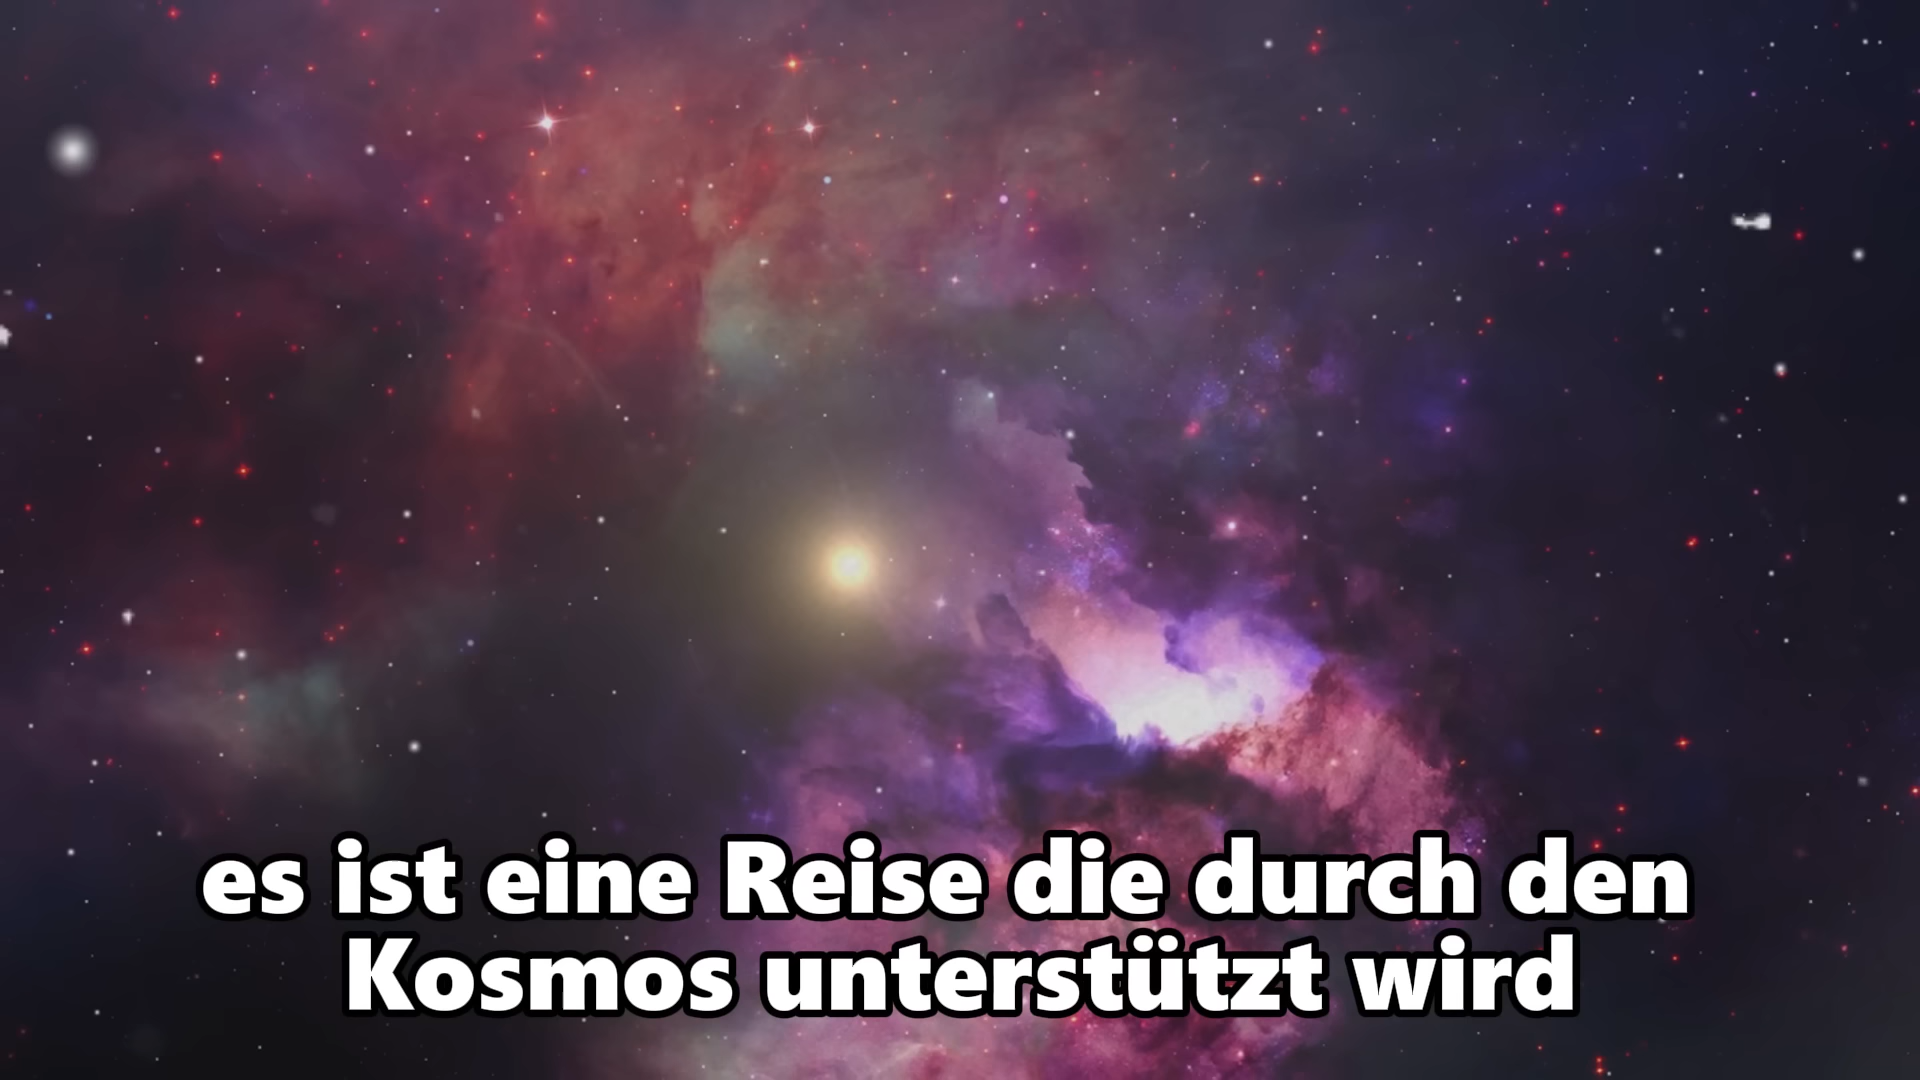 es ist eine Reise die durch den
Kosmos unterstützt wird